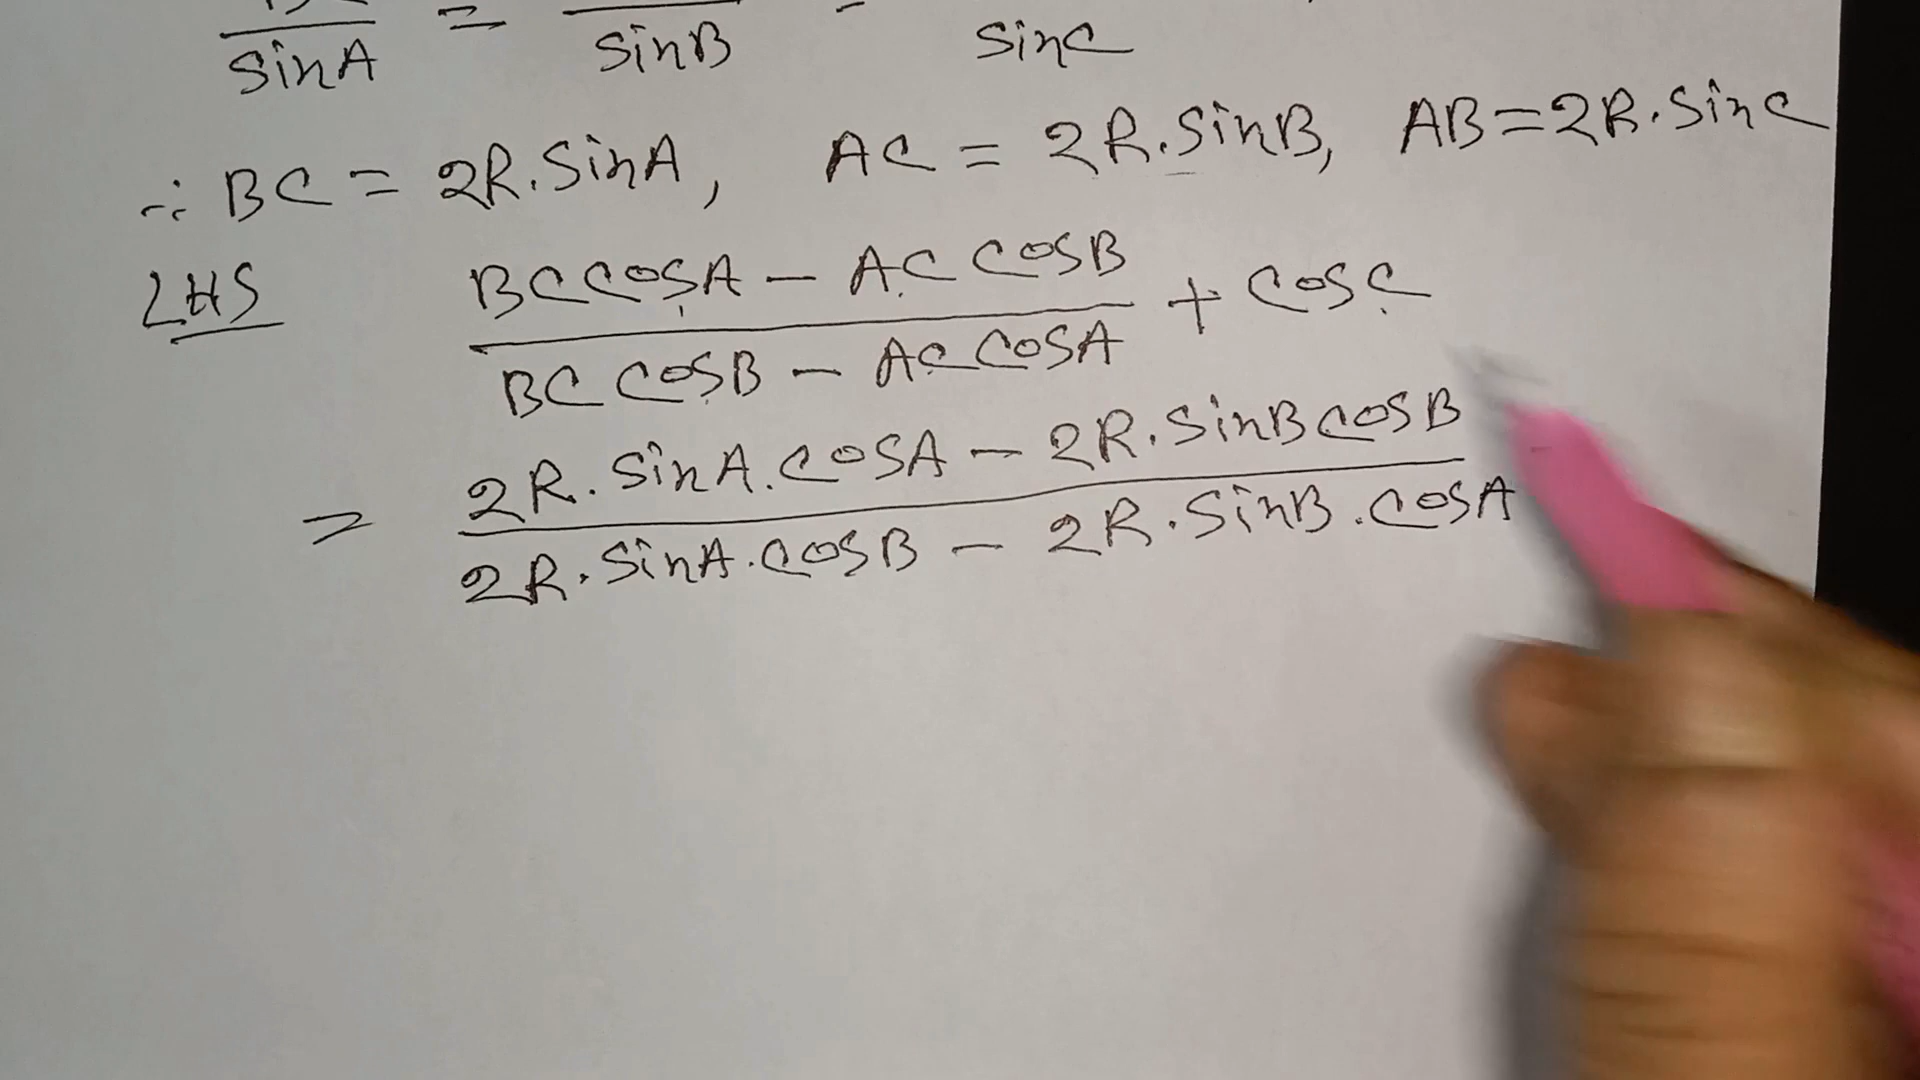 sinA = sinB sinC
∴ BC = 2R.SinA, AC = 2R.SinB, AB=2R.SinC
LHS BC COSA - AC COSB + COSC
BC COSB - AC COSA
= 2R.SinA.COSA - 2R.SinB COSB
2R.SinA.COSB - 2R.SinB.COSA